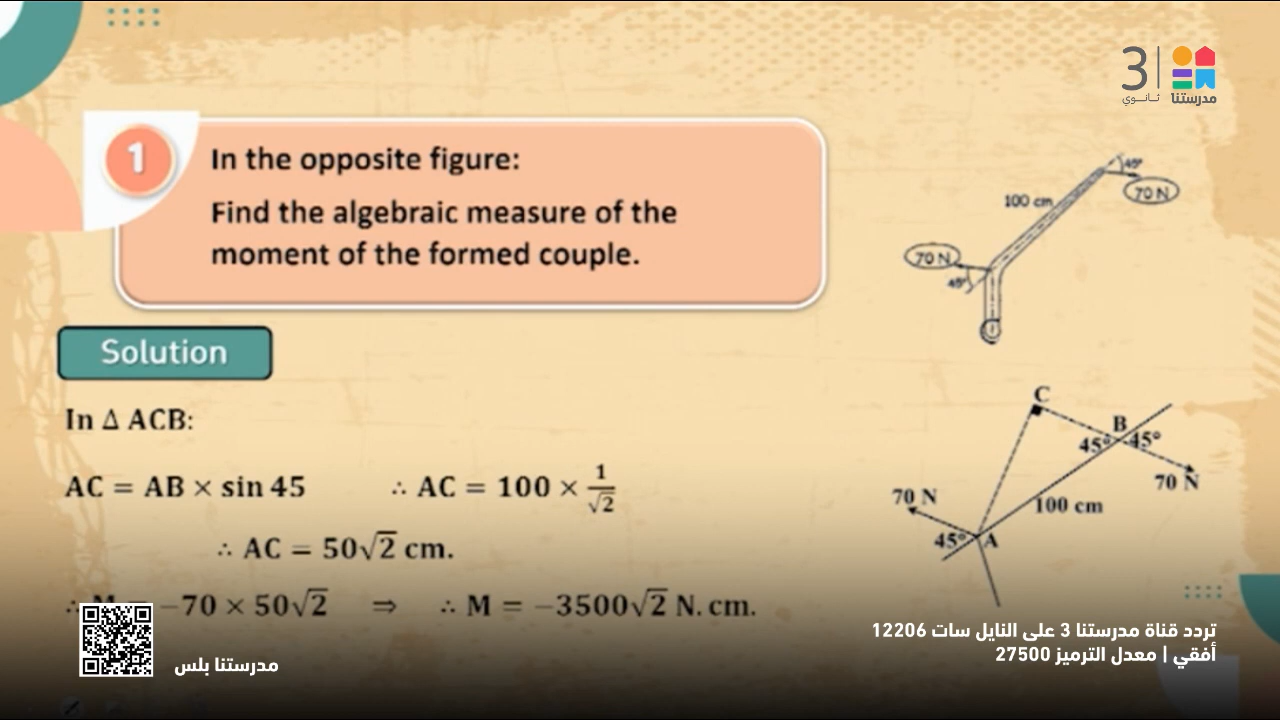 3
ثانوي
مدرستنا
1
In the opposite figure:
Find the algebraic measure of the
moment of the formed couple.
45°
70 N
100 cm
70 N
45°
Solution
In Δ ACB:
AC = AB × sin 45 ∴ AC = 100 × 1/√2
∴ AC = 50√2 cm.
∴ M = −70 × 50√2 ⇒ ∴ M = −3500√2 N. cm.
C
B
45° 45°
70 N
70 N
100 cm
45° A
تردد قناة مدرستنا 3 على النايل سات 12206
أفقي | معدل الترميز 27500
مدرستنا بلس